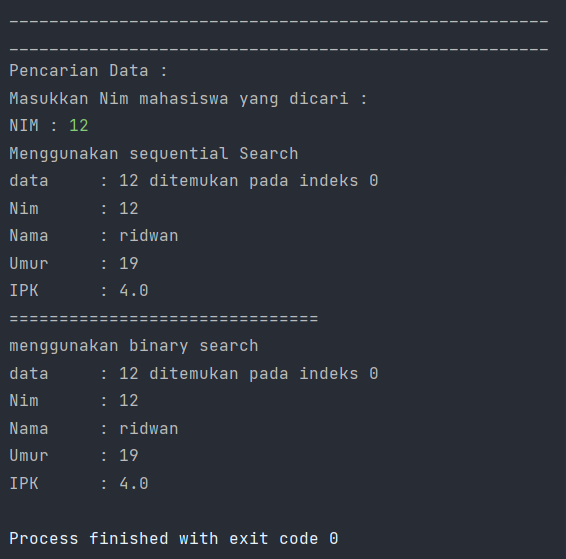 ------------------------------------------------------
------------------------------------------------------
Pencarian Data :
Masukkan Nim mahasiswa yang dicari :
NIM : 12
Menggunakan sequential Search
data     : 12 ditemukan pada indeks 0
Nim      : 12
Nama     : ridwan
Umur     : 19
IPK      : 4.0
===============================
menggunakan binary search
data     : 12 ditemukan pada indeks 0
Nim      : 12
Nama     : ridwan
Umur     : 19
IPK      : 4.0
Process finished with exit code 0